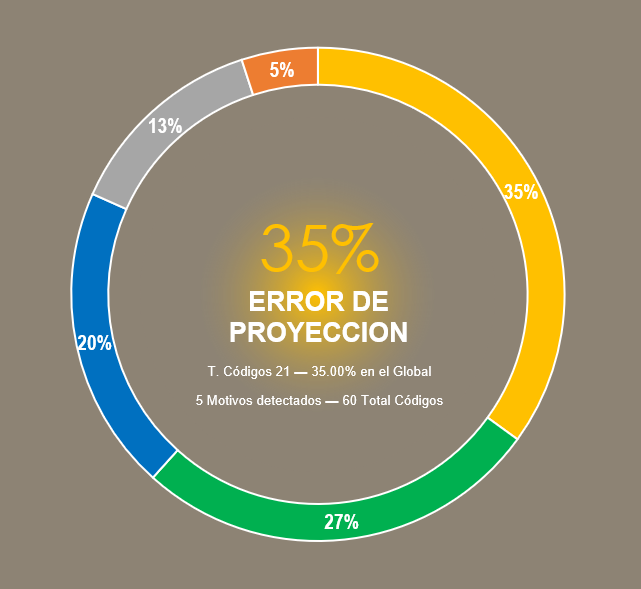 5%
13%
35%
35%
ERROR DE
PROYECCION
20%
T. Códigos 21 — 35.00% en el Global
5 Motivos detectados — 60 Total Códigos
27%